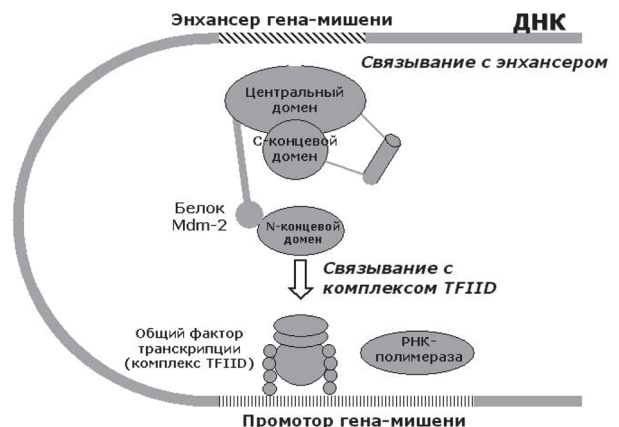 Энхансер гена-мишени
ДНК
Связывание с энхансером
Центральный
домен
С-концевой
домен
Белок
Mdm-2
N-концевой
домен
Связывание с
комплексом TFIID
Общий фактор
транскрипции
(комплекс TFIID)
РНК-
полимераза
Промотор гена-мишени